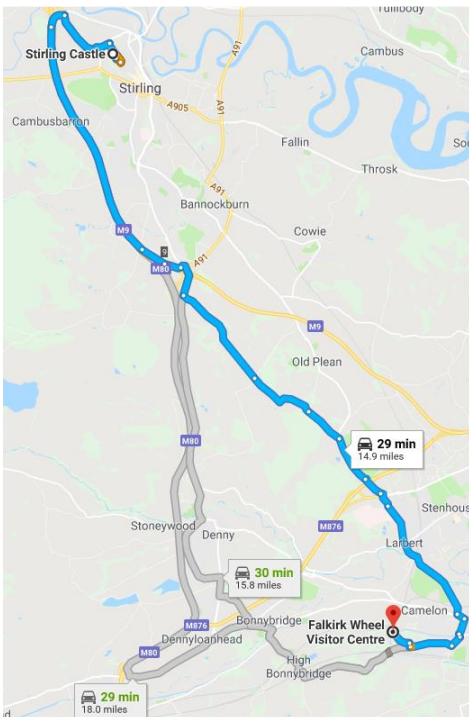 Tullibody
Cambus
A91
Stirling Castle
Stirling
A905
A91
Cambusbarron
Fallin
Throsk
A91
Bannockburn
Cowie
M9
9
A91
M80
M9
Old Plean
29 min
14.9 miles
M80
Stenhous
Stoneywood
M876
Denny
Larbert
30 min
15.8 miles
Camelon
M876
Bonnybridge
Falkirk Wheel
Visitor Centre
Dennyloanhead
M80
High
Bonnybridge
29 min
18.0 miles